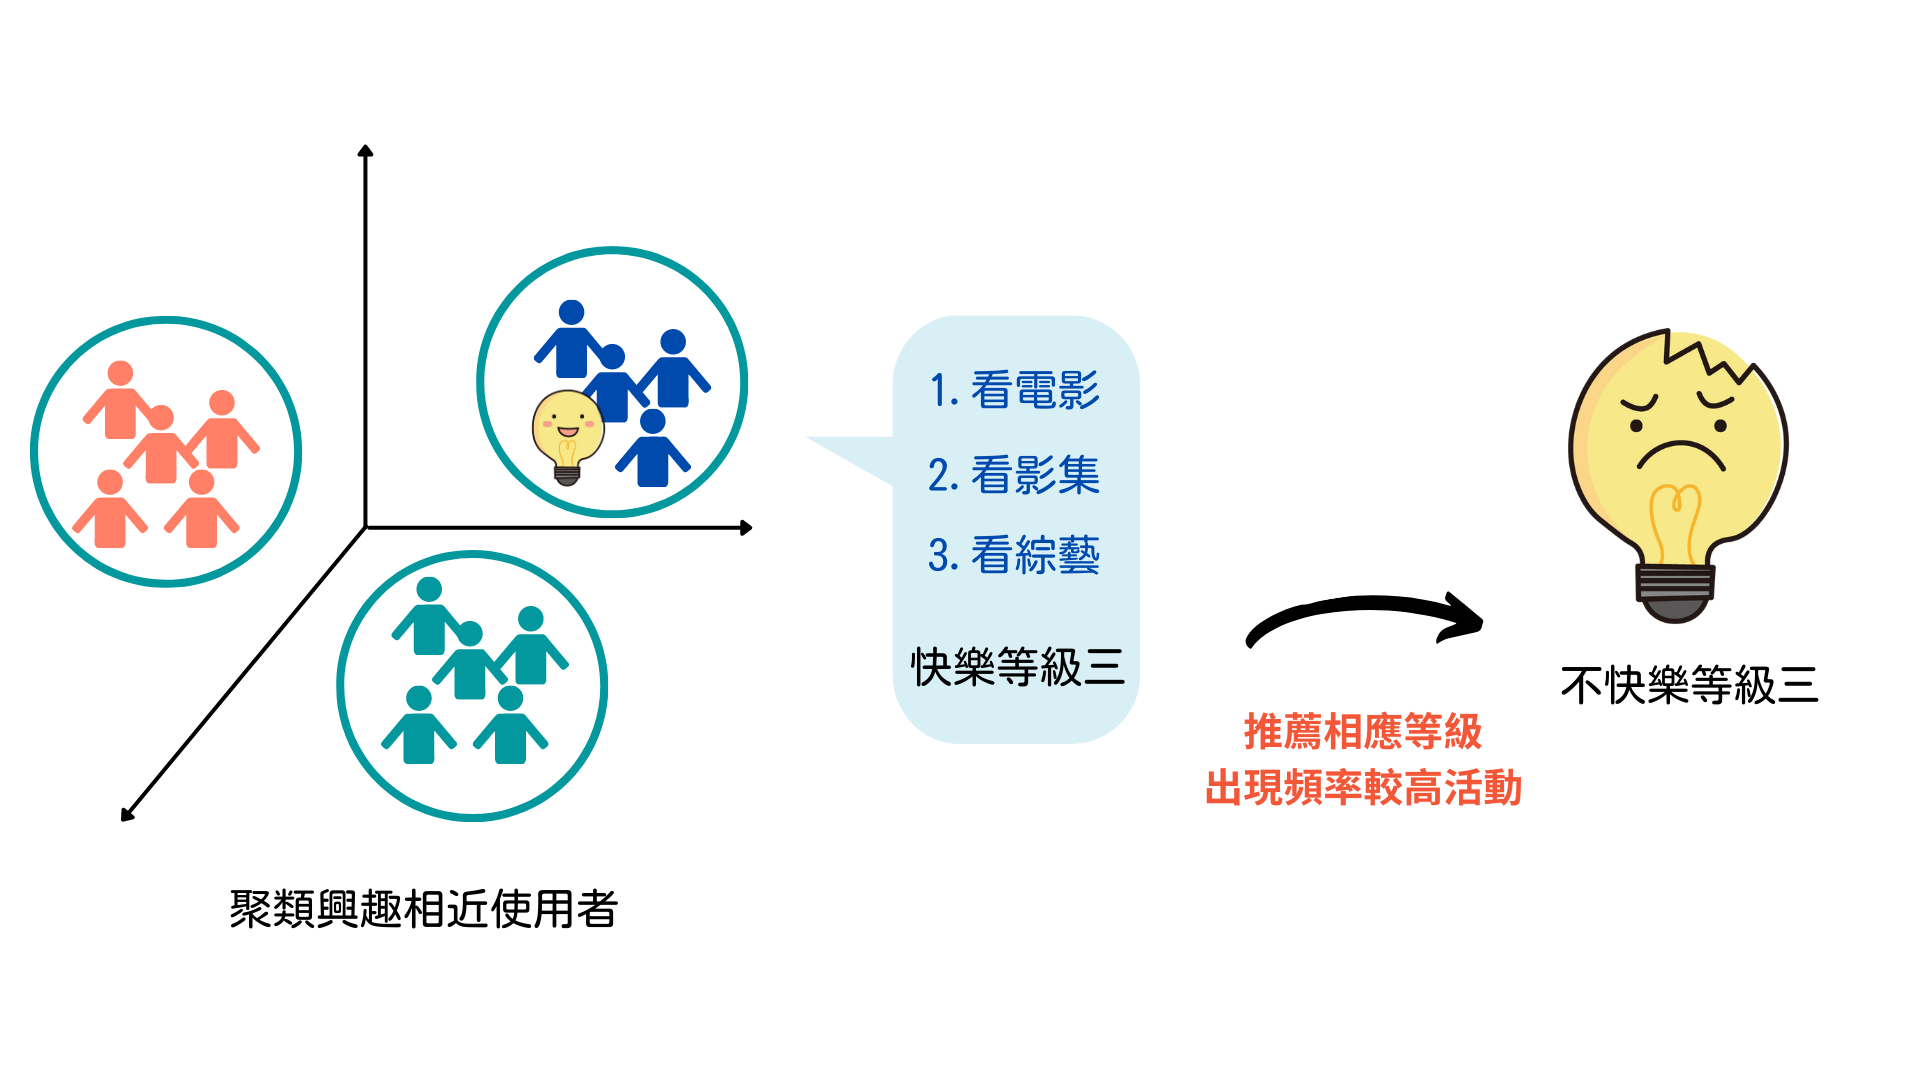 1. 看電影
2. 看影集
3. 看綜藝
快樂等級三
推薦相應等級
出現頻率較高活動
不快樂等級三
聚類興趣相近使用者